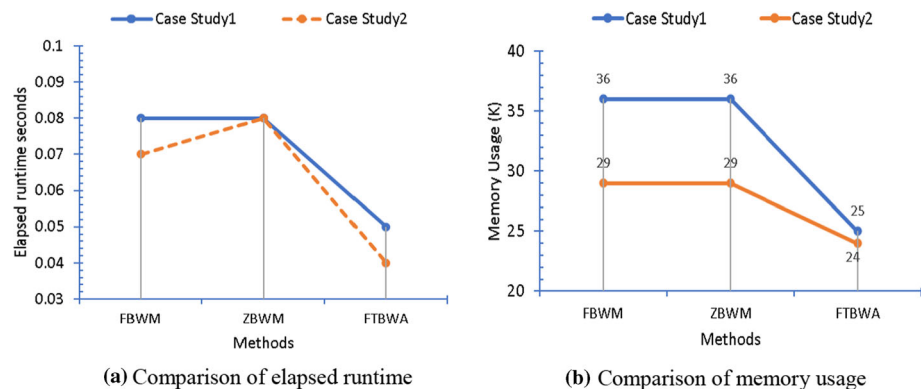 Case Study1
Case Study2
0.1
0.09
0.08
0.07
0.06
0.05
0.04
0.03
Elapsed runtime seconds
FBWM
ZBWM
FTBWA
Methods
(a) Comparison of elapsed runtime
Case Study1
Case Study2
40
35
30
25
20
Memory Usage (K)
36
36
29
29
25
24
FBWM
ZBWM
FTBWA
Methods
(b) Comparison of memory usage